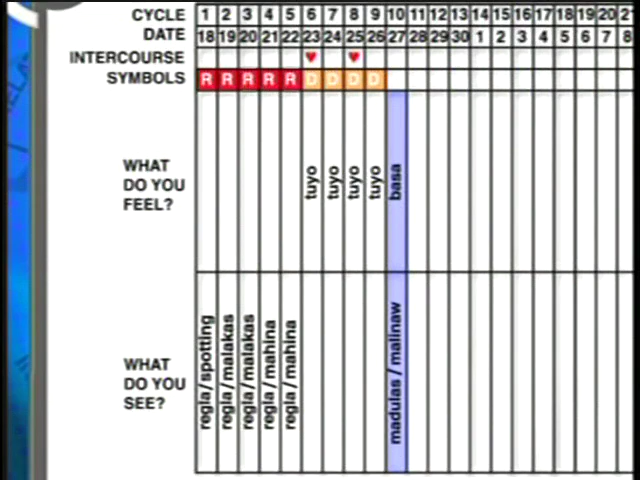 CYCLE 1 2 3 4 5 6 7 8 9 10 11 12 13 14 15 16 17 18 19 20 21
DATE 18 19 20 21 22 23 24 25 26 27 28 29 30 1 2 3 4 5 6 7 8
INTERCOURSE
SYMBOLS R R R R R D D D D
WHAT
DO YOU
FEEL?
tuyo
tuyo
tuyo
tuyo
basa
WHAT
DO YOU
SEE?
regla/spotting
regla/malakas
regla/malakas
regla/mahina
regla/mahina
madulas/malinaw